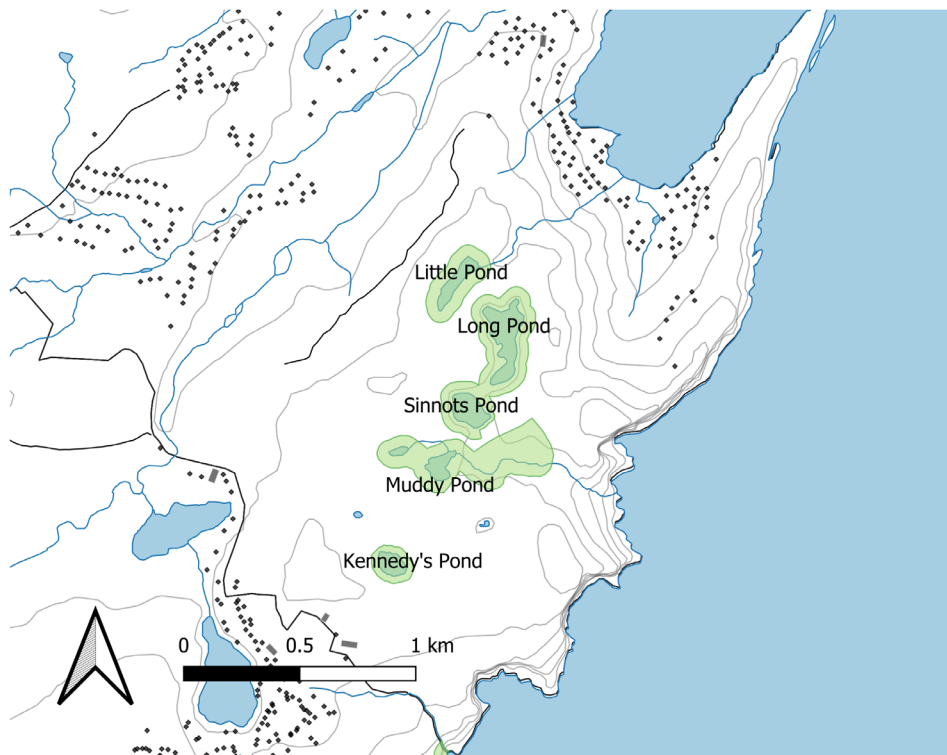 Little Pond
Long Pond
Sinnots Pond
Muddy Pond
Kennedy's Pond
0 0.5 1 km